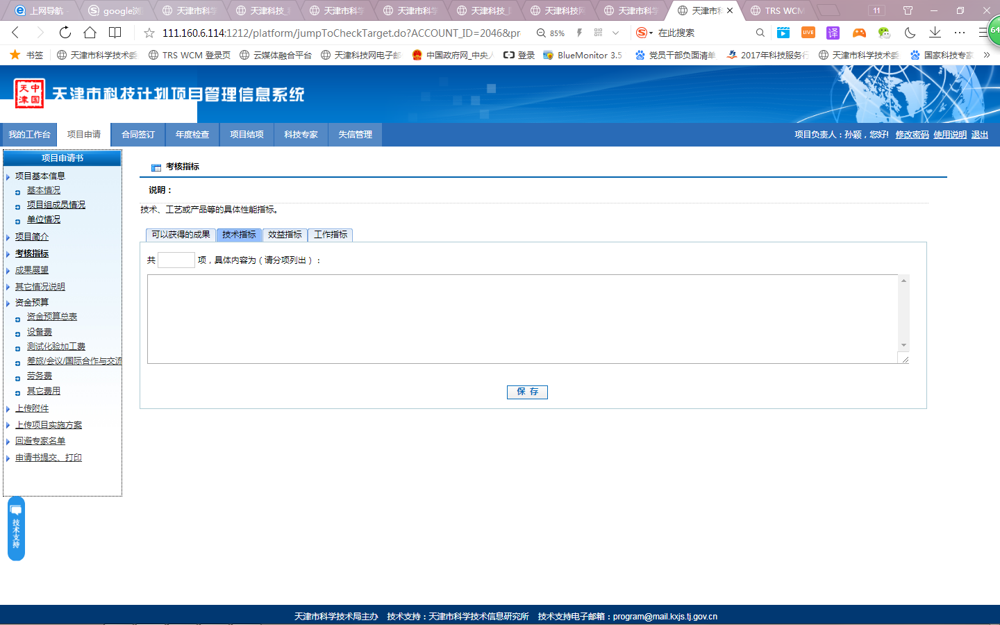 上网导航
google浏
天津市科学
天津科技_
天津市科学
天津市科学
天津科技_
天津科技网
天津市科学
天津市科
TRS WCM
11
111.160.6.114:1212/platform/jumpToCheckTarget.do?ACCOUNT_ID=2046&pr
85%
在此搜索
LIVE
译
64
书签
天津市科学技术委
TRS WCM 登录页
云媒体融合平台
天津科技网电子邮
中国政府网_中央人
登录
BlueMonitor 3.5
党员干部负面清单
2017年科技服务行
天津市科学技术委
国家科技专家
中国天津
天津市科技计划项目管理信息系统
我的工作台
项目申请
合同签订
年度检查
项目结项
科技专家
失信管理
项目负责人：孙颖，您好! 修改密码 使用说明 退出
项目申请书
项目基本信息
基本情况
项目组成员情况
单位情况
项目简介
考核指标
成果展望
其它情况说明
资金预算
资金预算总表
设备费
测试化验加工费
差旅/会议/国际合作与交流
劳务费
其它费用
上传附件
上传项目实施方案
回避专家名单
申请书提交、打印
技术支持
考核指标
说明：
技术、工艺或产品等的具体性能指标。
可以获得的成果
技术指标
效益指标
工作指标
共 项，具体内容为（请分项列出）：
保 存
天津市科学技术局主办 技术支持：天津市科学技术信息研究所 技术支持电子邮箱：program@mail.kxjs.tj.gov.cn